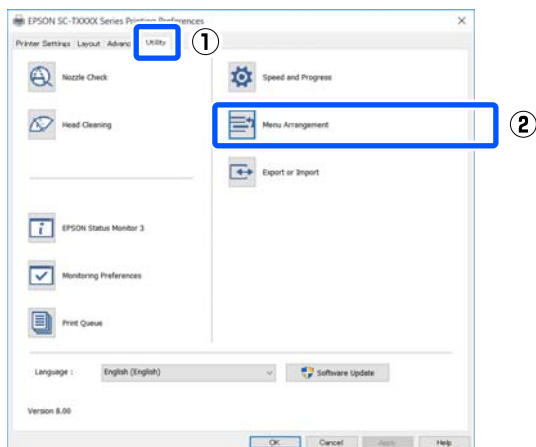 EPSON SC-TXXXX Series Printing Preferences
Printer Settings Layout Advanc Utility ①
Nozzle Check
Speed and Progress
Head Cleaning
Menu Arrangement ②
Export or Import
EPSON Status Monitor 3
Monitoring Preferences
Print Queue
Language : English (English) Software Update
Version 8.00
OK Cancel Apply Help